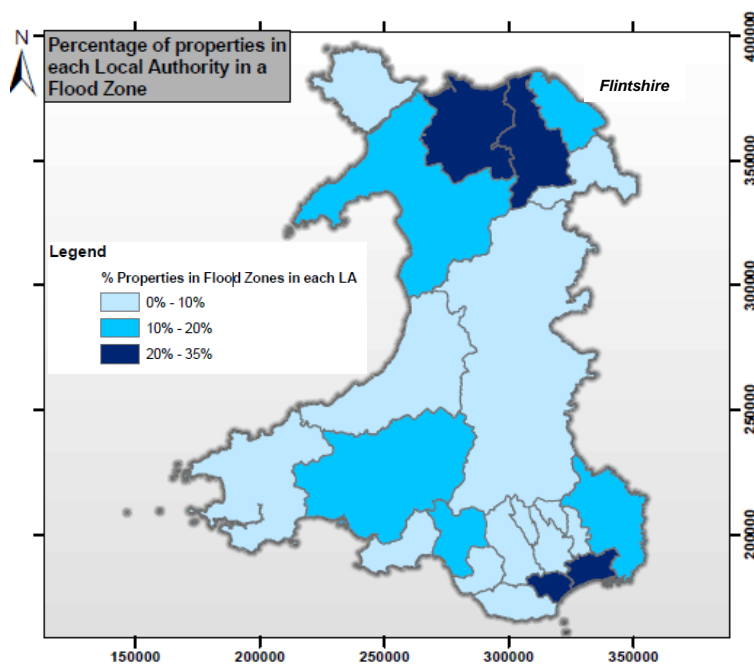 N
Percentage of properties in
each Local Authority in a
Flood Zone
Flintshire
Legend
% Properties in Flood Zones in each LA
0% - 10%
10% - 20%
20% - 35%
400000
350000
300000
250000
200000
150000 200000 250000 300000 350000